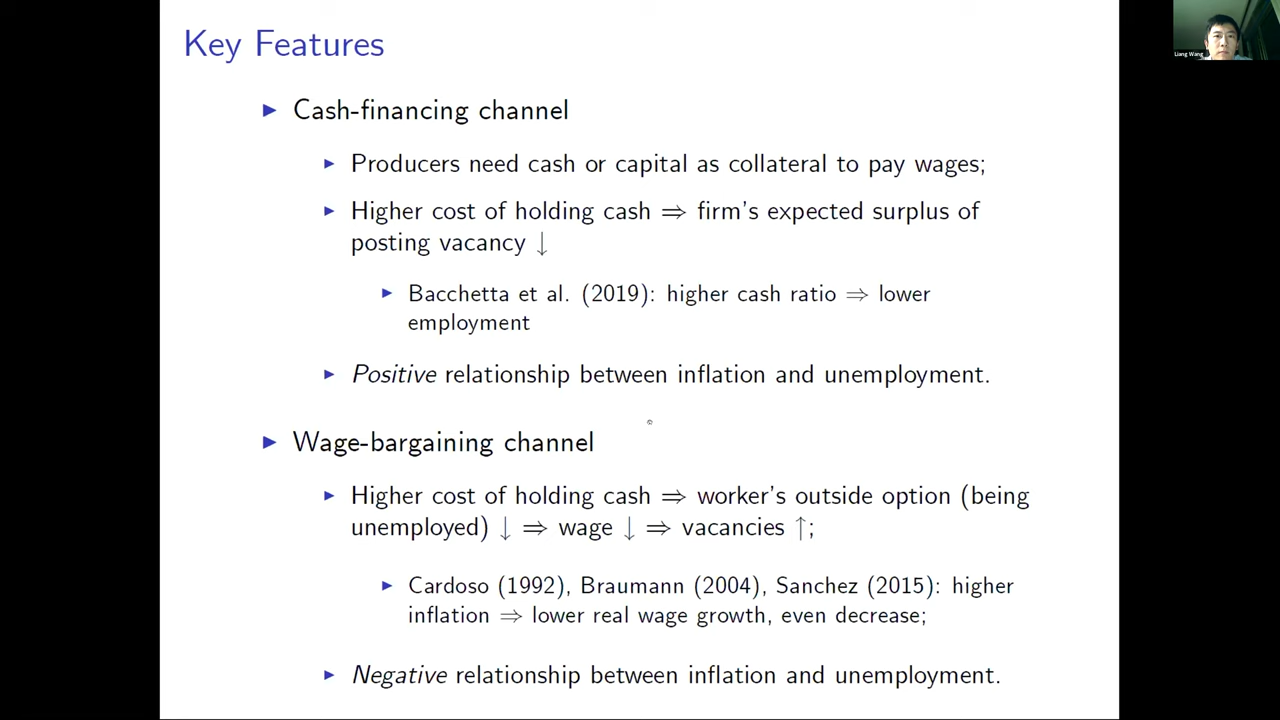 Key Features
Liang Wang
▶ Cash-financing channel
▶ Producers need cash or capital as collateral to pay wages;
▶ Higher cost of holding cash ⇒ firm's expected surplus of
posting vacancy ↓
▶ Bacchetta et al. (2019): higher cash ratio ⇒ lower
employment
▶ Positive relationship between inflation and unemployment.
▶ Wage-bargaining channel
▶ Higher cost of holding cash ⇒ worker's outside option (being
unemployed) ↓ ⇒ wage ↓ ⇒ vacancies ↑;
▶ Cardoso (1992), Braumann (2004), Sanchez (2015): higher
inflation ⇒ lower real wage growth, even decrease;
▶ Negative relationship between inflation and unemployment.